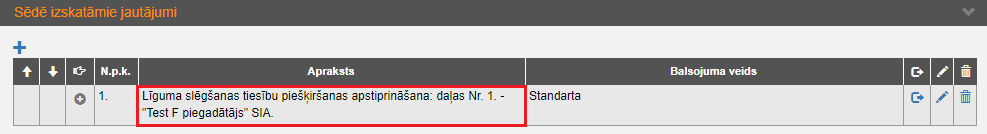 Sēdē izskatāmie jautājumi
N.p.k. Apraksts Balsojuma veids
1. Līguma slēgšanas tiesību piešķiršanas apstiprināšana: daļas Nr. 1. - Standarta
"Test F piegadātājs" SIA.